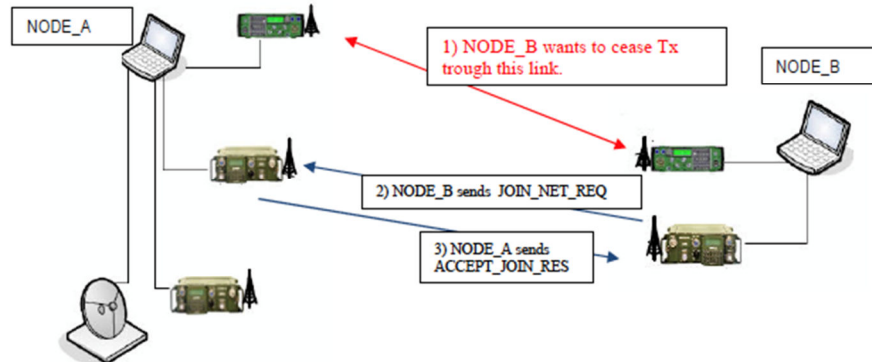 NODE_A
1) NODE_B wants to cease Tx
trough this link.
NODE_B
2) NODE_B sends JOIN_NET_REQ
3) NODE_A sends
ACCEPT_JOIN_RES